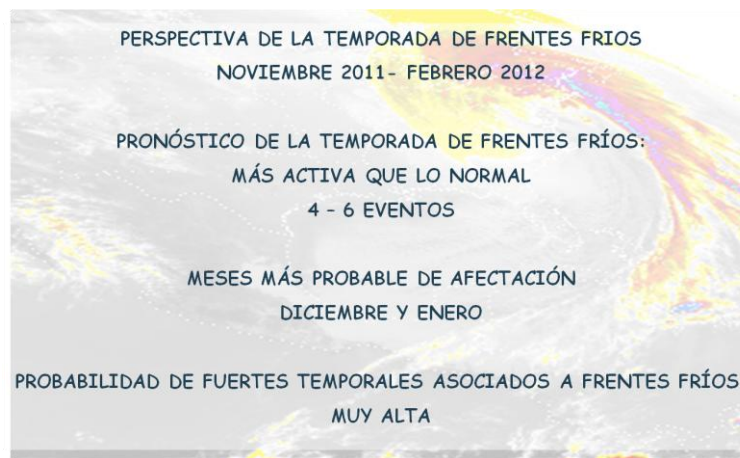 PERSPECTIVA DE LA TEMPORADA DE FRENTES FRIOS
NOVIEMBRE 2011- FEBRERO 2012
PRONÓSTICO DE LA TEMPORADA DE FRENTES FRÍOS:
MÁS ACTIVA QUE LO NORMAL
4 – 6 EVENTOS
MESES MÁS PROBABLE DE AFECTACIÓN
DICIEMBRE Y ENERO
PROBABILIDAD DE FUERTES TEMPORALES ASOCIADOS A FRENTES FRÍOS
MUY ALTA